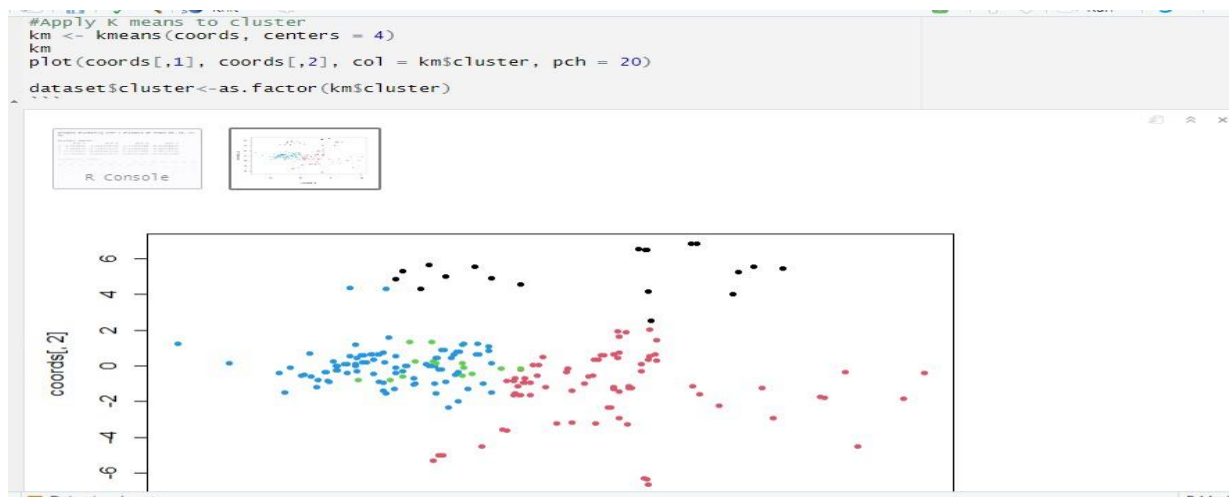 #Apply K means to cluster
km <- kmeans(coords, centers = 4)
km
plot(coords[,1], coords[,2], col = km$cluster, pch = 20)
dataset$cluster<-as.factor(km$cluster)
```
R Console
coords[, 2]
6
4
2
0
-2
-4
-6